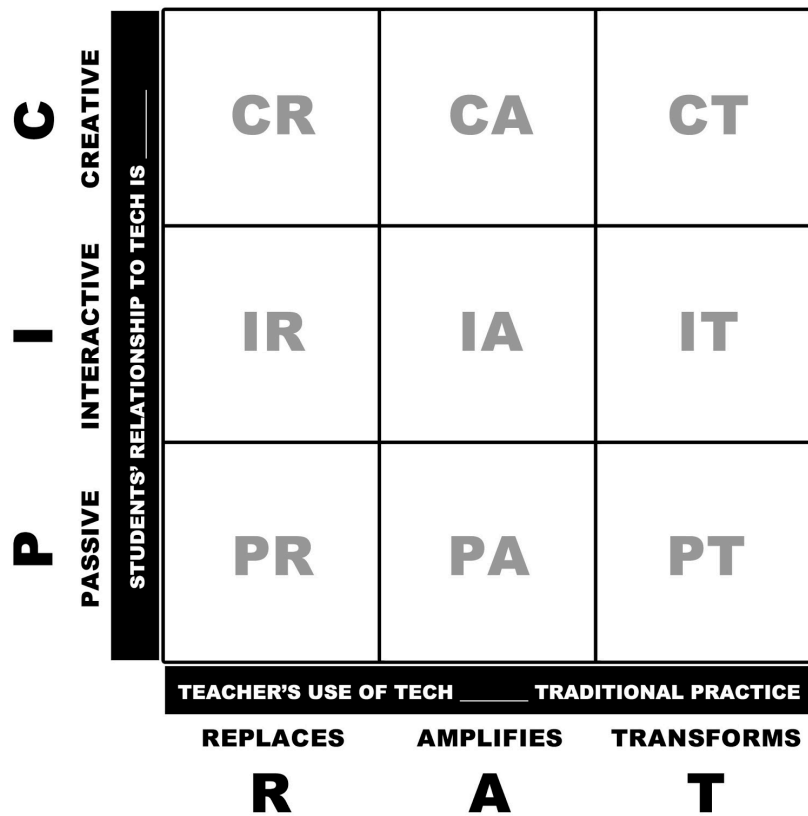 C
CREATIVE
I
INTERACTIVE
P
PASSIVE
STUDENTS' RELATIONSHIP TO TECH IS _____
CR CA CT
IR IA IT
PR PA PT
TEACHER'S USE OF TECH ______ TRADITIONAL PRACTICE
REPLACES AMPLIFIES TRANSFORMS
R A T